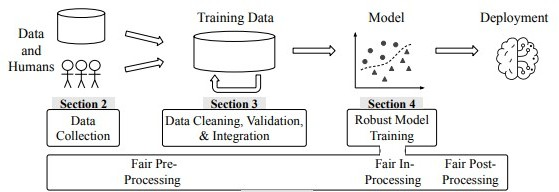 Data
and
Humans
Training Data
Model
Deployment
Section 2
Data
Collection
Section 3
Data Cleaning, Validation,
& Integration
Section 4
Robust Model
Training
Fair Pre-
Processing
Fair In-
Processing
Fair Post-
Processing